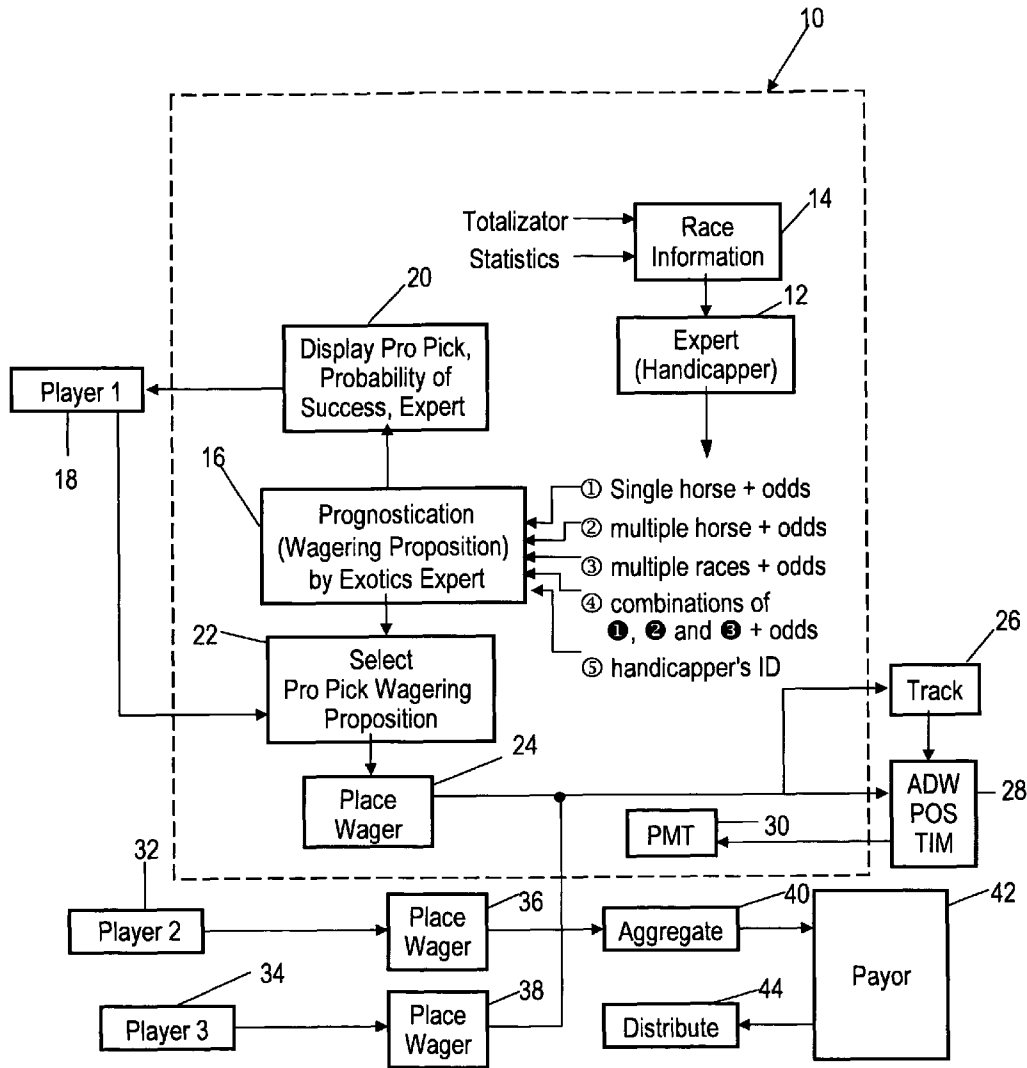 10
14
Totalizator
Statistics
Race
Information
12
Expert
(Handicapper)
20
Display Pro Pick,
Probability of
Success, Expert
Player 1
18
16
Prognostication
(Wagering Proposition)
by Exotics Expert
① Single horse + odds
② multiple horse + odds
③ multiple races + odds
④ combinations of
❶, ❷ and ❸ + odds
⑤ handicapper's ID
22
Select
Pro Pick Wagering
Proposition
26
Track
24
Place
Wager
ADW
POS
TIM
28
PMT
30
32
Player 2
36
Place
Wager
40
Aggregate
42
Payor
34
Player 3
38
Place
Wager
44
Distribute